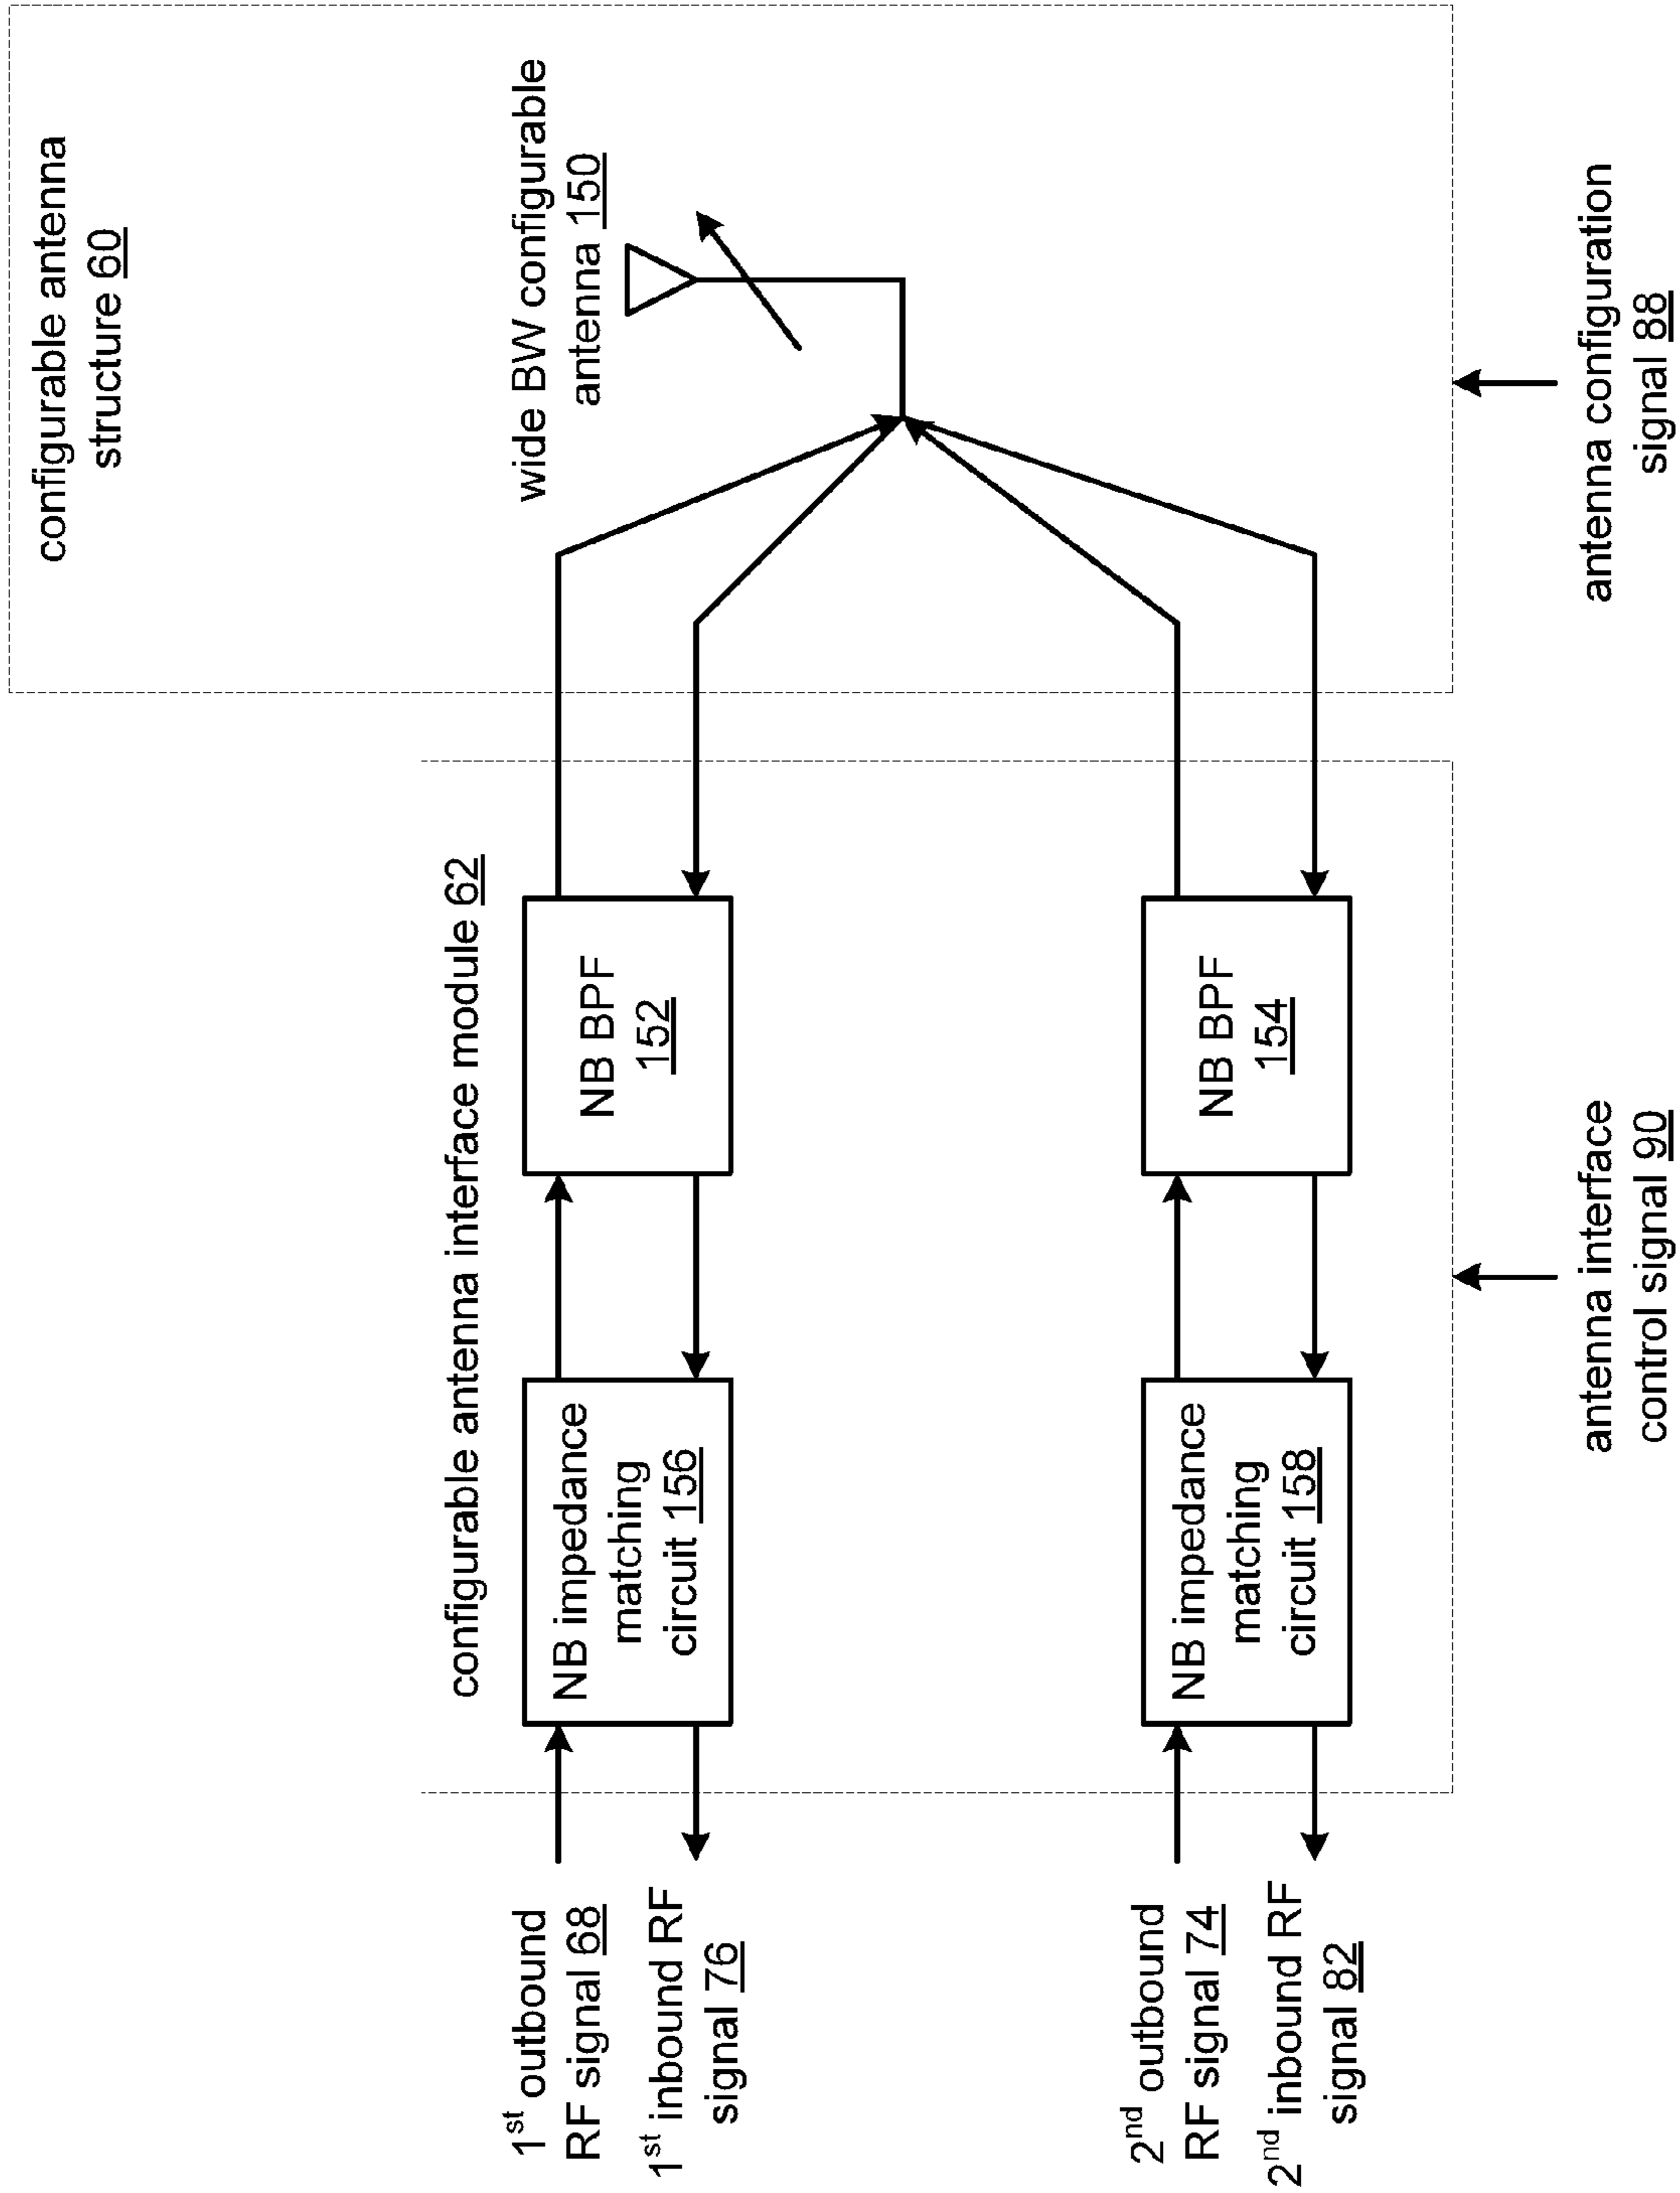 configurable antenna
structure 60
wide BW configurable
antenna 150
configurable antenna interface module 62
1st outbound
RF signal 68
1st inbound RF
signal 76
NB impedance
matching
circuit 156
NB BPF
152
2nd outbound
RF signal 74
2nd inbound RF
signal 82
NB impedance
matching
circuit 158
NB BPF
154
antenna interface
control signal 90
antenna configuration
signal 88